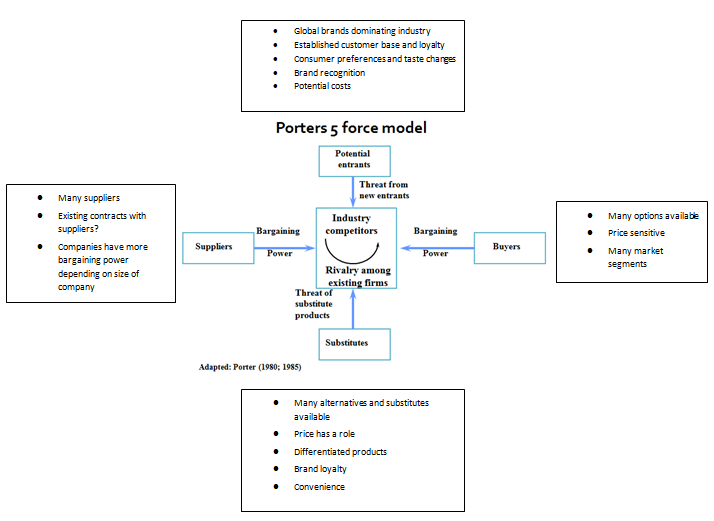 Global brands dominating industry
Established customer base and loyalty
Consumer preferences and taste changes
Brand recognition
Potential costs
Porters 5 force model
Potential
entrants
Threat from
new entrants
Many suppliers
Existing contracts with
suppliers?
Companies have more
bargaining power
depending on size of
company
Suppliers
Bargaining
Power
Industry
competitors
Rivalry among
existing firms
Bargaining
Power
Buyers
Many options available
Price sensitive
Many market
segments
Threat of
substitute
products
Substitutes
Adapted: Porter (1980; 1985)
Many alternatives and substitutes
available
Price has a role
Differentiated products
Brand loyalty
Convenience